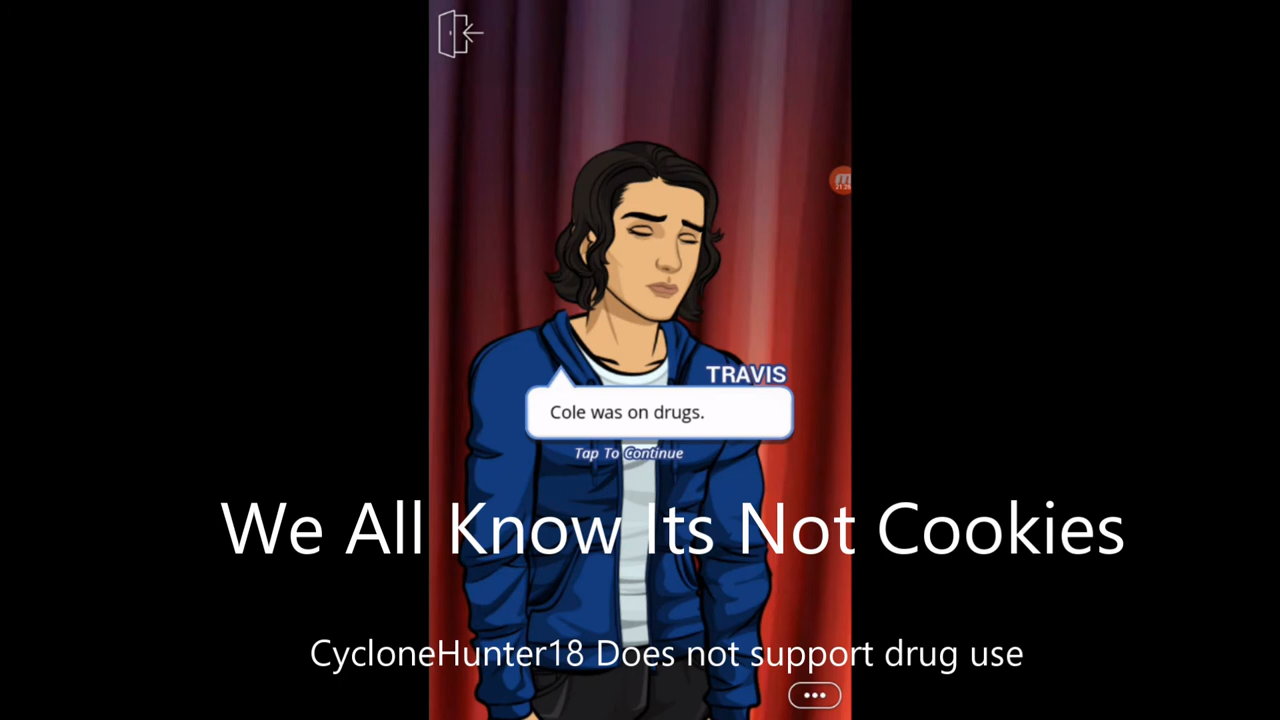 TRAVIS
Cole was on drugs.
Tap To Continue
We All Know Its Not Cookies
CycloneHunter18 Does not support drug use